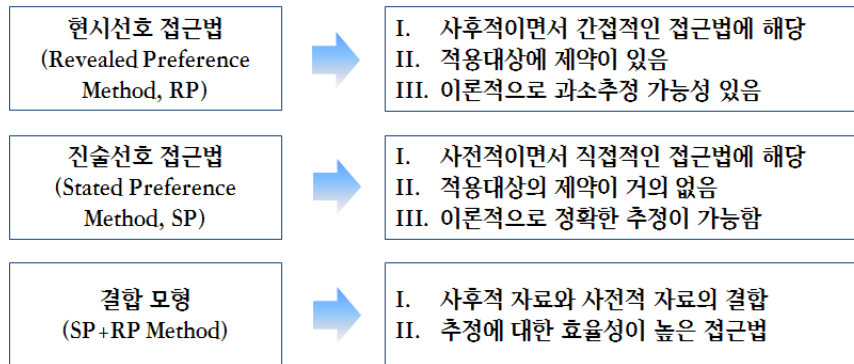 현시선호 접근법
(Revealed Preference
Method, RP)
I. 사후적이면서 간접적인 접근법에 해당
II. 적용대상에 제약이 있음
III. 이론적으로 과소추정 가능성 있음
진술선호 접근법
(Stated Preference
Method, SP)
I. 사전적이면서 직접적인 접근법에 해당
II. 적용대상의 제약이 거의 없음
III. 이론적으로 정확한 추정이 가능함
결합 모형
(SP+RP Method)
I. 사후적 자료와 사전적 자료의 결합
II. 추정에 대한 효율성이 높은 접근법